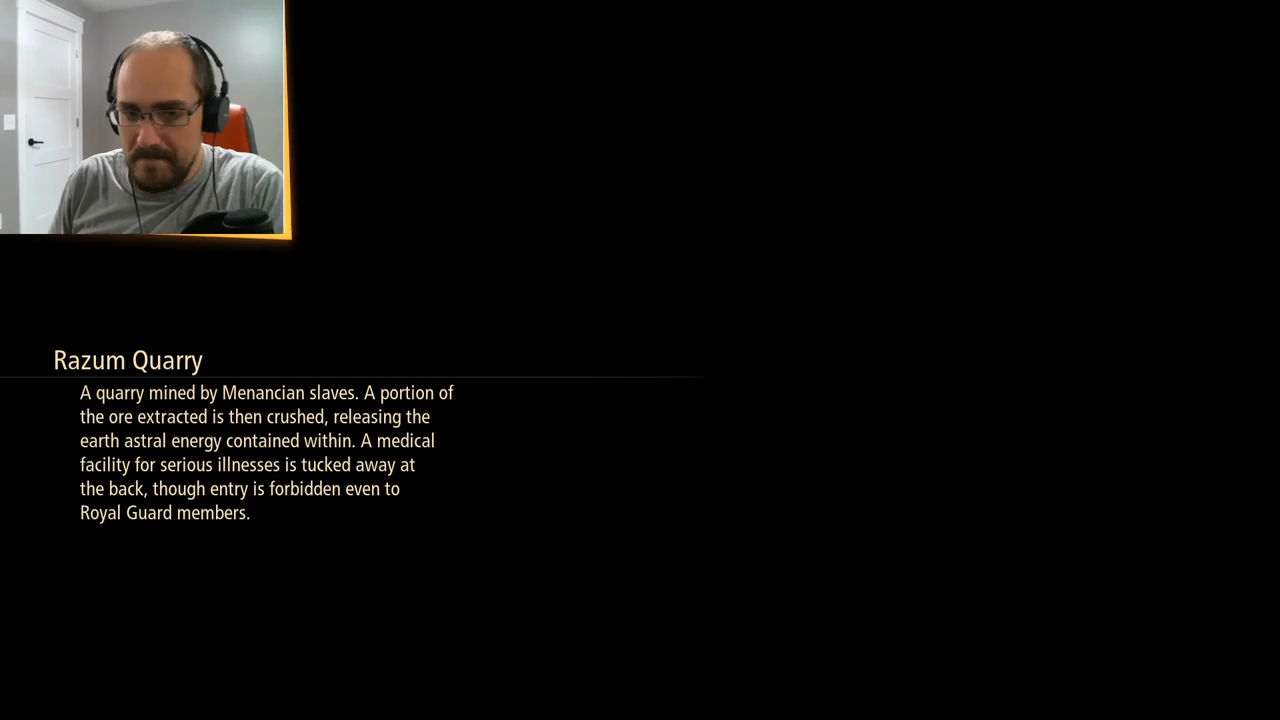 Razum Quarry
A quarry mined by Menancian slaves. A portion of
the ore extracted is then crushed, releasing the
earth astral energy contained within. A medical
facility for serious illnesses is tucked away at
the back, though entry is forbidden even to
Royal Guard members.